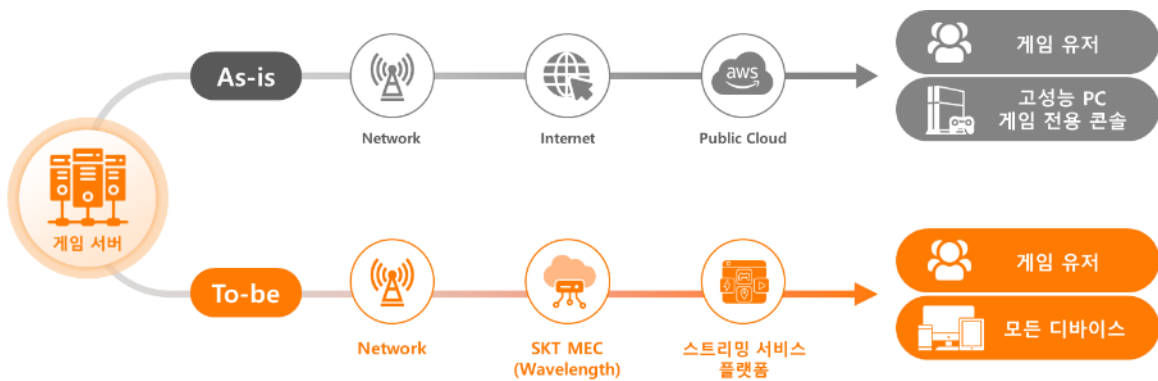 As-is
Network
Internet
aws
Public Cloud
게임 유저
고성능 PC
게임 전용 콘솔
게임 서버
To-be
Network
SKT MEC
(Wavelength)
스트리밍 서비스
플랫폼
게임 유저
모든 디바이스